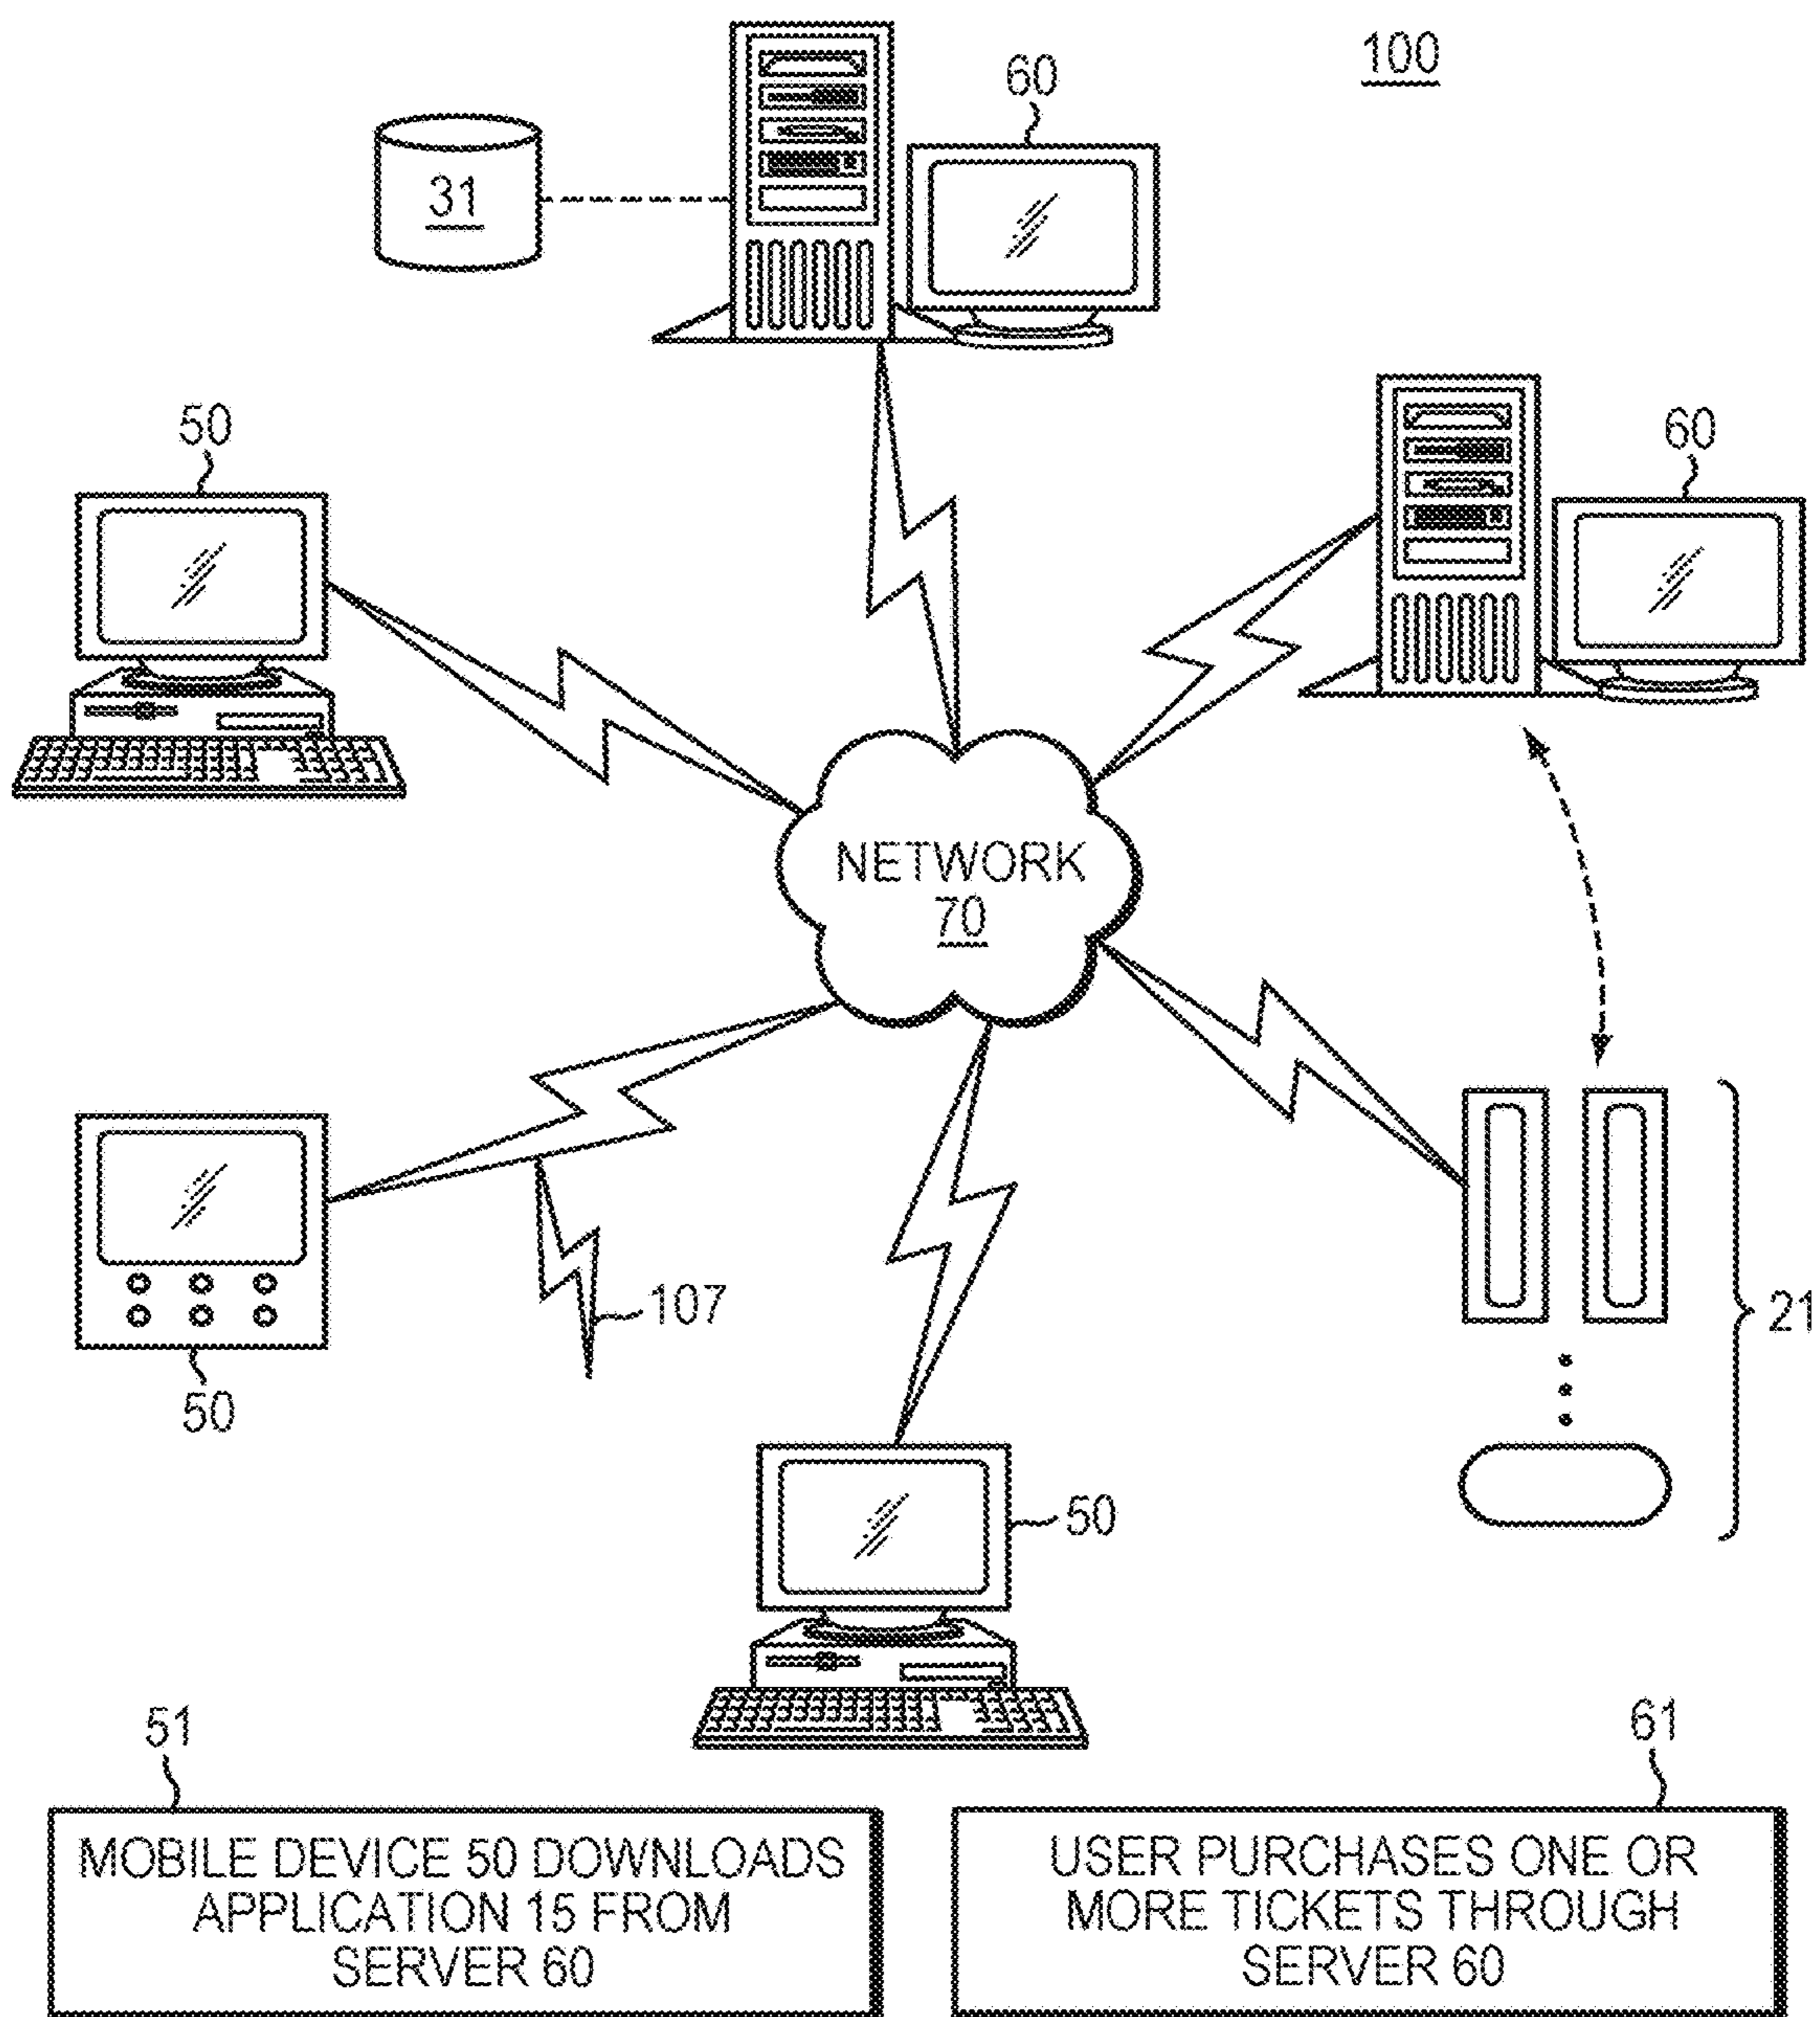 100
60
31
50
60
NETWORK
70
107
21
50
50
51
61
MOBILE DEVICE 50 DOWNLOADS
APPLICATION 15 FROM
SERVER 60
USER PURCHASES ONE OR
MORE TICKETS THROUGH
SERVER 60